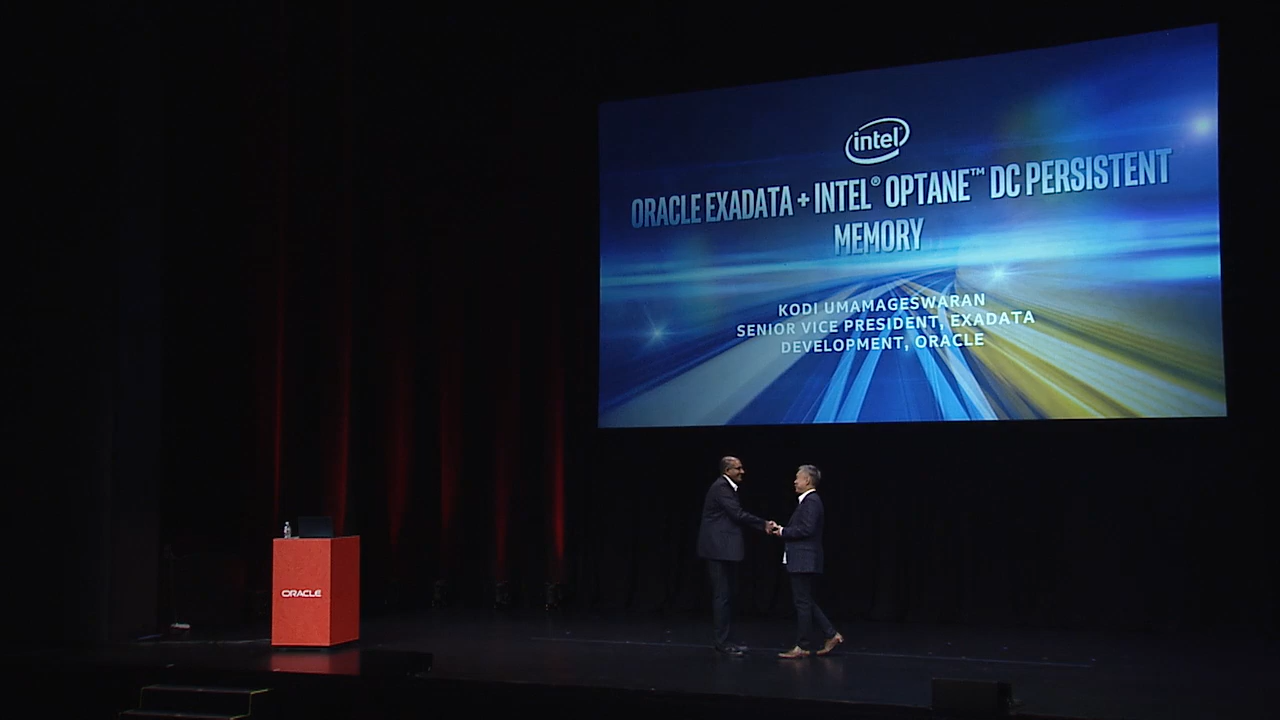 intel
ORACLE EXADATA + INTEL® OPTANE™ DC PERSISTENT
MEMORY
KODI UMAMAGESWARAN
SENIOR VICE PRESIDENT, EXADATA
DEVELOPMENT, ORACLE
ORACLE